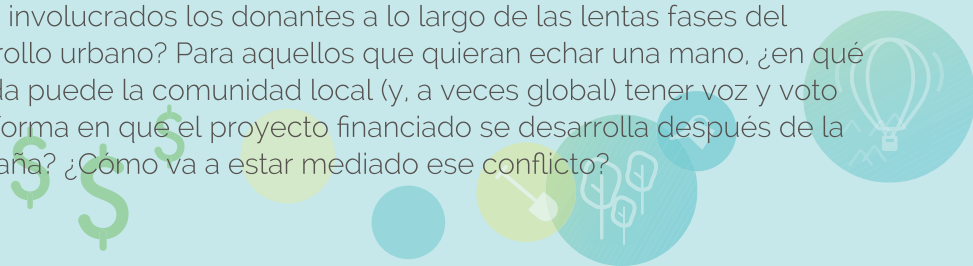 involucrados los donantes a lo largo de las lentas fases del
rollo urbano? Para aquellos que quieran echar una mano, ¿en qué
da puede la comunidad local (y, a veces global) tener voz y voto
forma en que el proyecto financiado se desarrolla después de la
aña? ¿Cómo va a estar mediado ese conflicto?